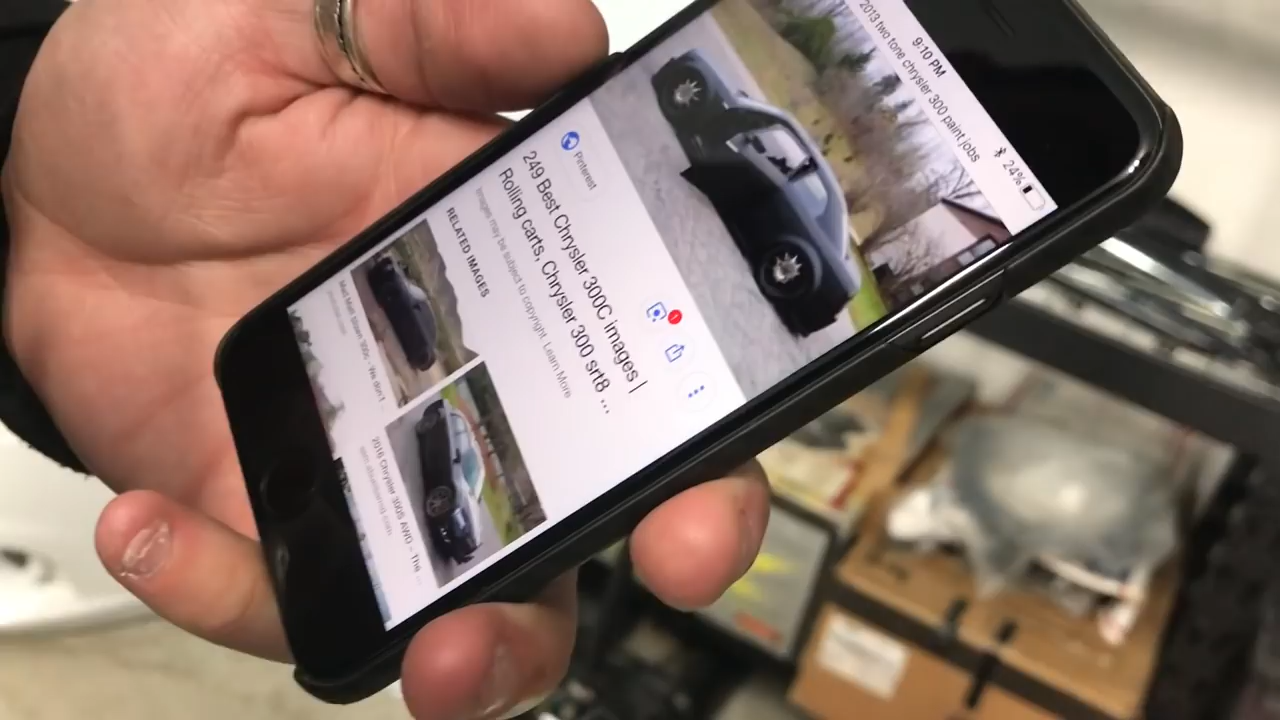 9:10 PM
24%
2013 two tone chrysler 300 paint jobs
Pinterest
249 Best Chrysler 300C images |
Rolling carts, Chrysler 300 srt8 ...
Images may be subject to copyright. Learn More
RELATED IMAGES
2016 Chrysler 300S AWD - The ...